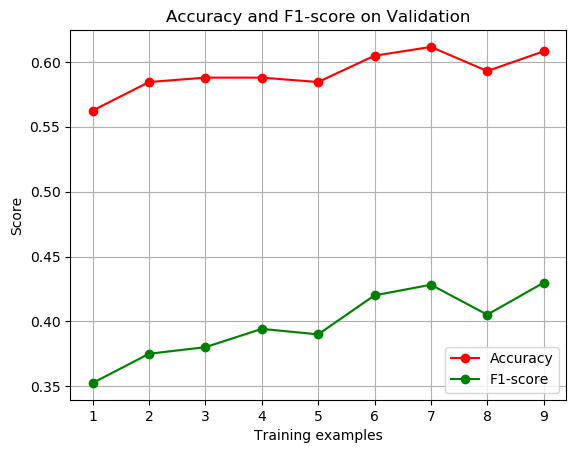 Accuracy and F1-score on Validation
Score
0.60
0.55
0.50
0.45
0.40
0.35
Accuracy
F1-score
1 2 3 4 5 6 7 8 9
Training examples